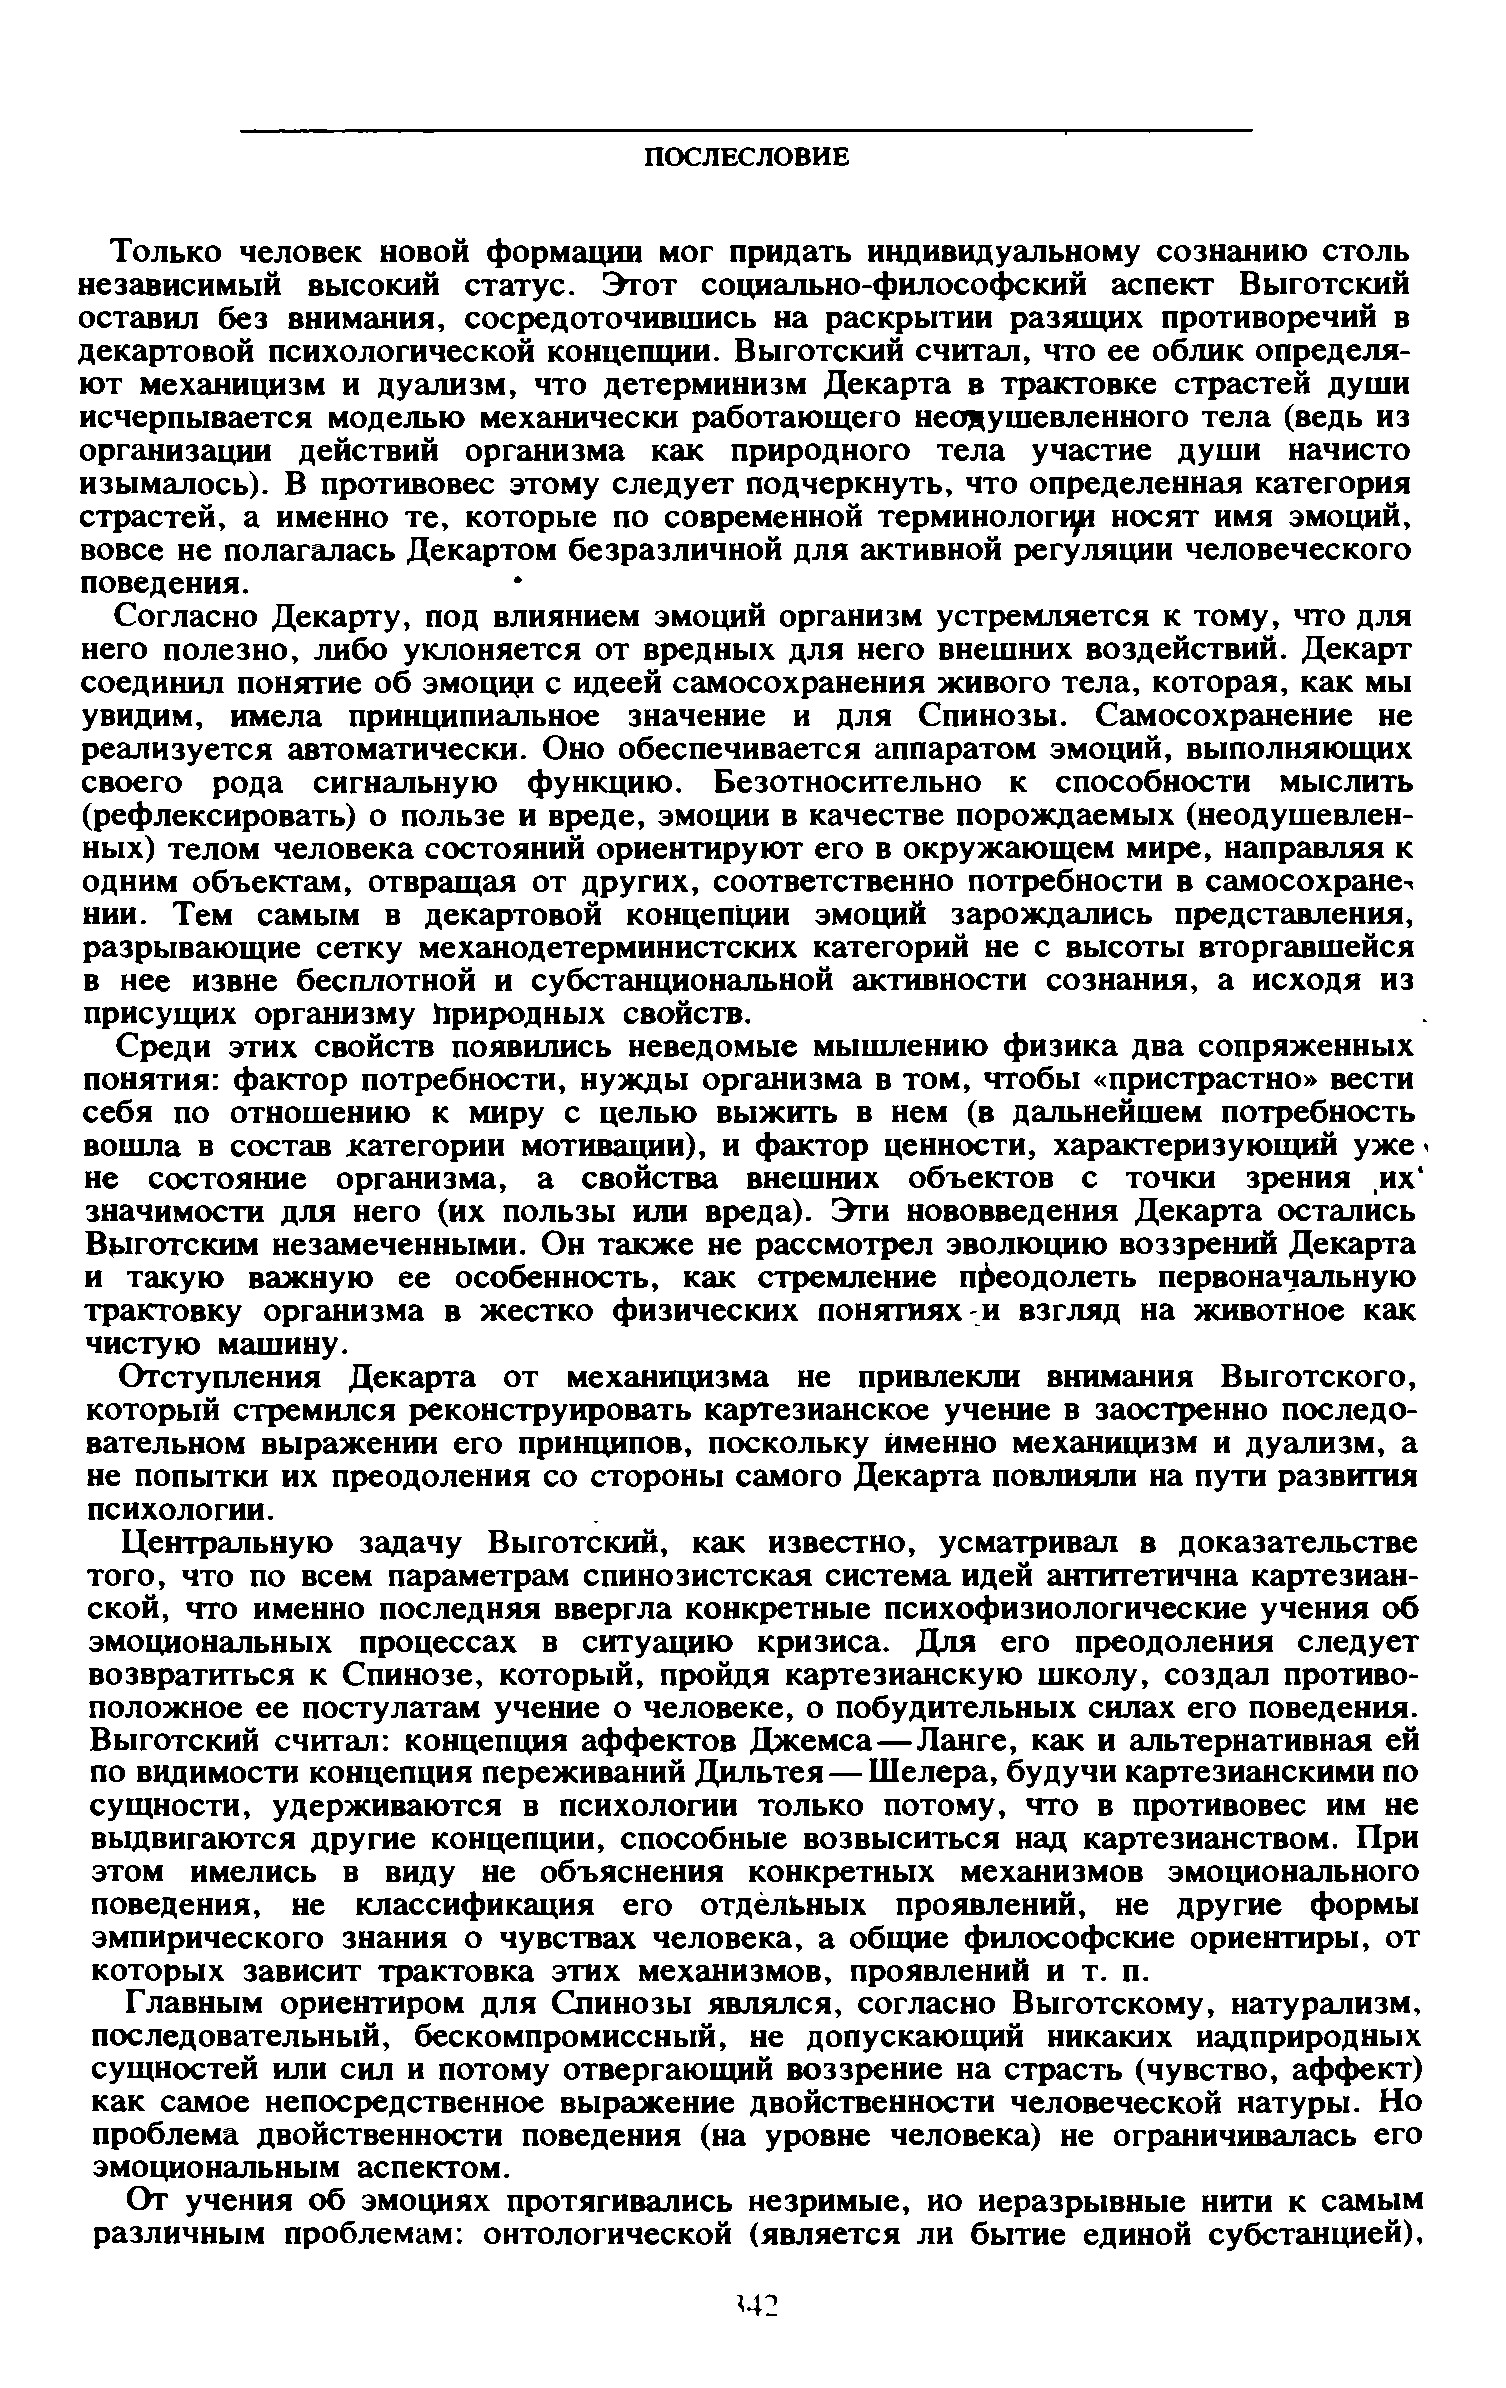 ПОСЛЕСЛОВИЕ
Только человек новой формации мог придать индивидуальному сознанию столь
независимый высокий статус. Этот социально-философский аспект Выготский
оставил без внимания, сосредоточившись на раскрытии разящих противоречий в
декартовой психологической концепции. Выготский считал, что ее облик определя-
ют механицизм и дуализм, что детерминизм Декарта в трактовке страстей души
исчерпывается моделью механически работающего неодушевленного тела (ведь из
организации действий организма как природного тела участие души начисто
изымалось). В противовес этому следует подчеркнуть, что определенная категория
страстей, а именно те, которые по современной терминологии носят имя эмоций,
вовсе не полагалась Декартом безразличной для активной регуляции человеческого
поведения.
Согласно Декарту, под влиянием эмоций организм устремляется к тому, что для
него полезно, либо уклоняется от вредных для него внешних воздействий. Декарт
соединил понятие об эмоции с идеей самосохранения живого тела, которая, как мы
увидим, имела принципиальное значение и для Спинозы. Самосохранение не
реализуется автоматически. Оно обеспечивается аппаратом эмоций, выполняющих
своего рода сигнальную функцию. Безотносительно к способности мыслить
(рефлексировать) о пользе и вреде, эмоции в качестве порождаемых (неодушевлен-
ных) телом человека состояний ориентируют его в окружающем мире, направляя к
одним объектам, отвращая от других, соответственно потребности в самосохране-
нии. Тем самым в декартовой концепции эмоций зарождались представления,
разрывающие сетку механодетерминистских категорий не с высоты вторгавшейся
в нее извне бесплотной и субстанциональной активности сознания, а исходя из
присущих организму природных свойств.
Среди этих свойств появились неведомые мышлению физика два сопряженных
понятия: фактор потребности, нужды организма в том, чтобы «пристрастно» вести
себя по отношению к миру с целью выжить в нем (в дальнейшем потребность
вошла в состав категории мотивации), и фактор ценности, характеризующий уже
не состояние организма, а свойства внешних объектов с точки зрения их
значимости для него (их пользы или вреда). Эти нововведения Декарта остались
Выготским незамеченными. Он также не рассмотрел эволюцию воззрений Декарта
и такую важную ее особенность, как стремление преодолеть первоначальную
трактовку организма в жестко физических понятиях и взгляд на животное как
чистую машину.
Отступления Декарта от механицизма не привлекли внимания Выготского,
который стремился реконструировать картезианское учение в заостренно последо-
вательном выражении его принципов, поскольку именно механицизм и дуализм, а
не попытки их преодоления со стороны самого Декарта повлияли на пути развития
психологии.
Центральную задачу Выготский, как известно, усматривал в доказательстве
того, что по всем параметрам спинозистская система идей антитетична картезиан-
ской, что именно последняя ввергла конкретные психофизиологические учения об
эмоциональных процессах в ситуацию кризиса. Для его преодоления следует
возвратиться к Спинозе, который, пройдя картезианскую школу, создал противо-
положное ее постулатам учение о человеке, о побудительных силах его поведения.
Выготский считал: концепция аффектов Джемса — Ланге, как и альтернативная ей
по видимости концепция переживаний Дильтея — Шелера, будучи картезианскими по
сущности, удерживаются в психологии только потому, что в противовес им не
выдвигаются другие концепции, способные возвыситься над картезианством. При
этом имелись в виду не объяснения конкретных механизмов эмоционального
поведения, не классификация его отдельных проявлений, не другие формы
эмпирического знания о чувствах человека, а общие философские ориентиры, от
которых зависит трактовка этих механизмов, проявлений и т. п.
Главным ориентиром для Спинозы являлся, согласно Выготскому, натурализм,
последовательный, бескомпромиссный, не допускающий никаких надприродных
сущностей или сил и потому отвергающий воззрение на страсть (чувство, аффект)
как самое непосредственное выражение двойственности человеческой натуры. Но
проблема двойственности поведения (на уровне человека) не ограничивалась его
эмоциональным аспектом.
От учения об эмоциях протягивались незримые, но неразрывные нити к самым
различным проблемам: онтологической (является ли бытие единой субстанцией),
342